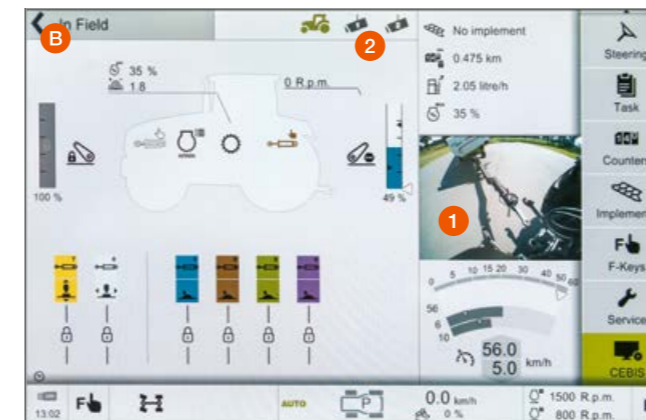 B In Field
2
35 %
1.8
0 R.p.m.
100 %
49 %
No implement
0.475 km
2.05 litre/h
35 %
1
0 5 10 15 20 30 40 50 60
56
6
10
56.0
5.0 km/h
Steering
Task
Counters
Implement
F-Keys
Service
CEBIS
13:02
F
AUTO
P
0.0 km/h
0 %
1500 R.p.m.
800 R.p.m.